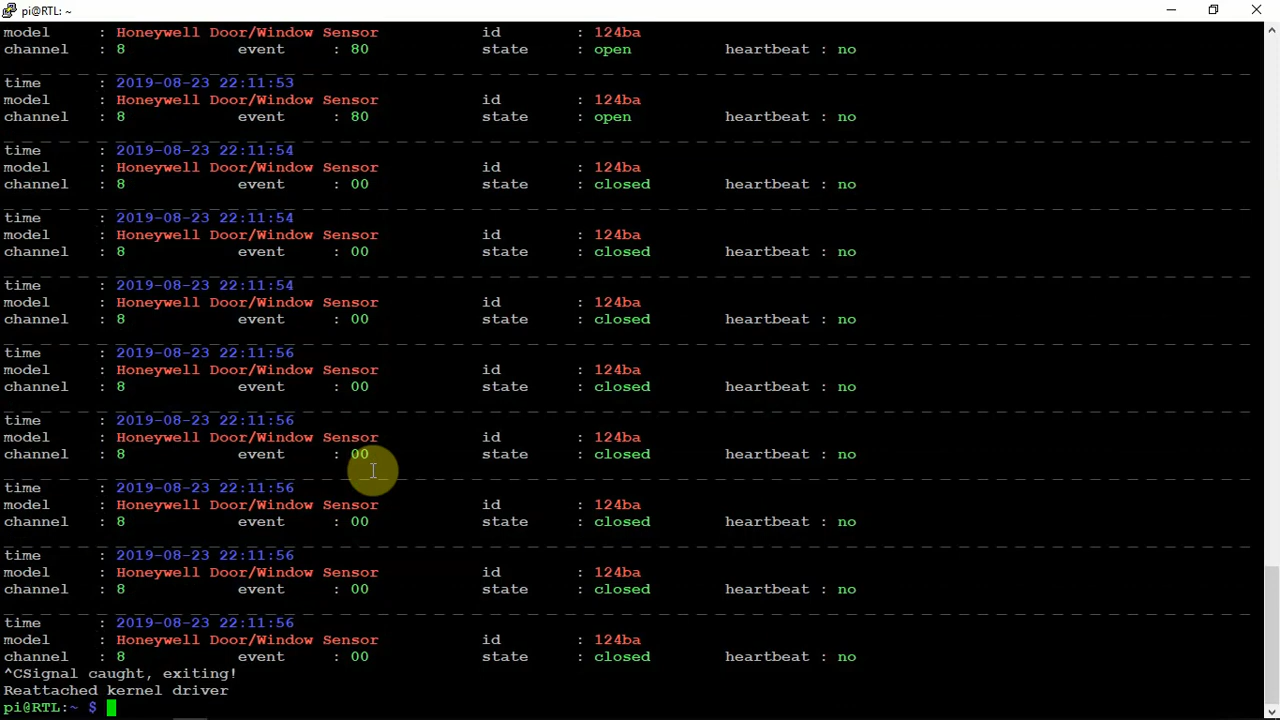 pi@RTL: ~
model : Honeywell Door/Window Sensor id : 124ba
channel : 8 event : 80 state : open heartbeat : no
time : 2019-08-23 22:11:53
model : Honeywell Door/Window Sensor id : 124ba
channel : 8 event : 80 state : open heartbeat : no
time : 2019-08-23 22:11:54
model : Honeywell Door/Window Sensor id : 124ba
channel : 8 event : 00 state : closed heartbeat : no
time : 2019-08-23 22:11:54
model : Honeywell Door/Window Sensor id : 124ba
channel : 8 event : 00 state : closed heartbeat : no
time : 2019-08-23 22:11:54
model : Honeywell Door/Window Sensor id : 124ba
channel : 8 event : 00 state : closed heartbeat : no
time : 2019-08-23 22:11:56
model : Honeywell Door/Window Sensor id : 124ba
channel : 8 event : 00 state : closed heartbeat : no
time : 2019-08-23 22:11:56
model : Honeywell Door/Window Sensor id : 124ba
channel : 8 event : 00 state : closed heartbeat : no
time : 2019-08-23 22:11:56
model : Honeywell Door/Window Sensor id : 124ba
channel : 8 event : 00 state : closed heartbeat : no
time : 2019-08-23 22:11:56
model : Honeywell Door/Window Sensor id : 124ba
channel : 8 event : 00 state : closed heartbeat : no
time : 2019-08-23 22:11:56
model : Honeywell Door/Window Sensor id : 124ba
channel : 8 event : 00 state : closed heartbeat : no
^CSignal caught, exiting!
Reattached kernel driver
pi@RTL:~ $